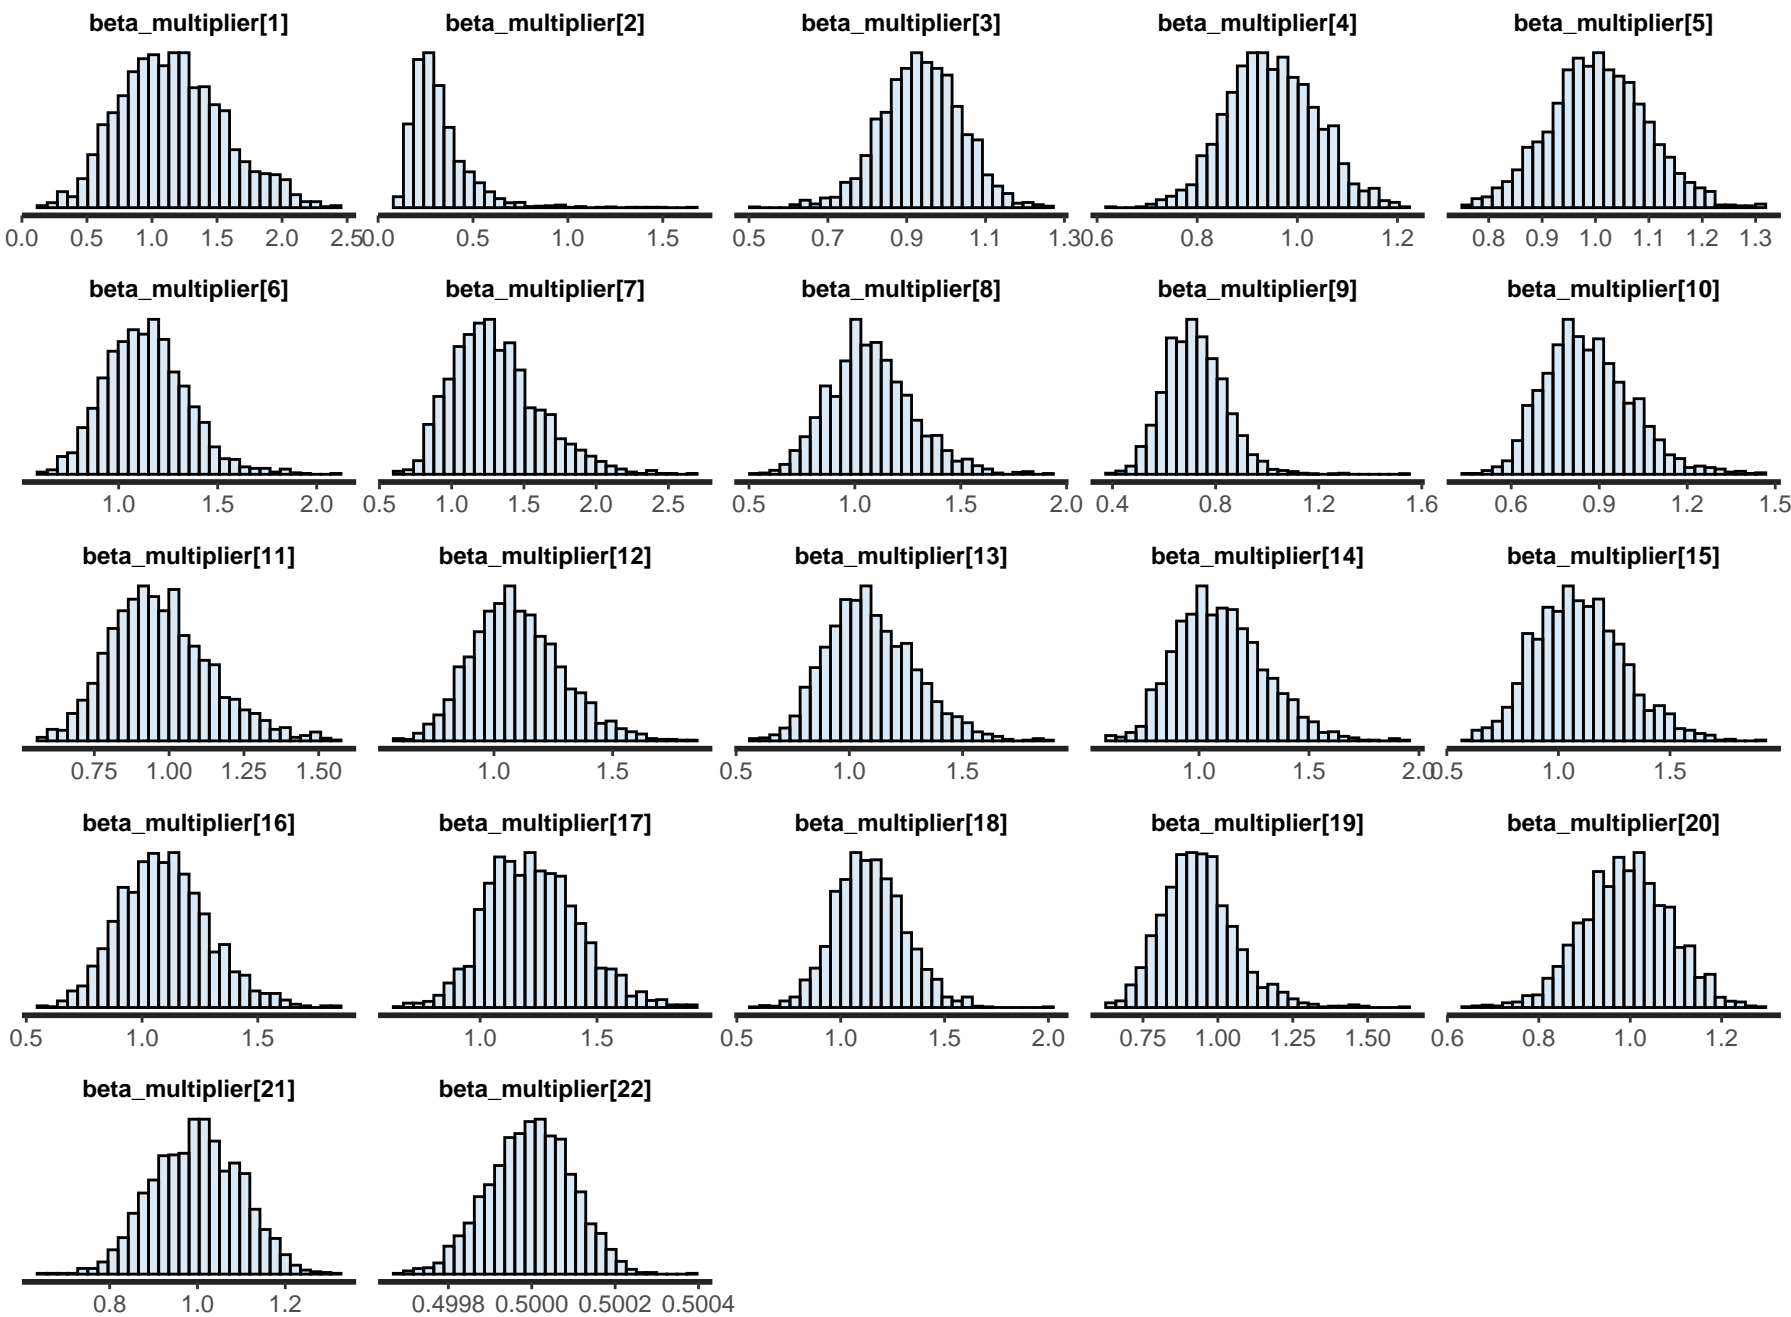 beta_multiplier[1] beta_multiplier[2] beta_multiplier[3] beta_multiplier[4] beta_multiplier[5]
0.0 0.5 1.0 1.5 2.0 2.5 0.0 0.5 1.0 1.5 0.5 0.7 0.9 1.1 1.3 0.6 0.8 1.0 1.2 0.8 0.9 1.0 1.1 1.2 1.3
beta_multiplier[6] beta_multiplier[7] beta_multiplier[8] beta_multiplier[9] beta_multiplier[10]
1.0 1.5 2.0 0.5 1.0 1.5 2.0 2.5 0.5 1.0 1.5 2.0 0.4 0.8 1.2 1.6 0.6 0.9 1.2 1.5
beta_multiplier[11] beta_multiplier[12] beta_multiplier[13] beta_multiplier[14] beta_multiplier[15]
0.75 1.00 1.25 1.50 1.0 1.5 0.5 1.0 1.5 1.0 1.5 2.0 0.5 1.0 1.5
beta_multiplier[16] beta_multiplier[17] beta_multiplier[18] beta_multiplier[19] beta_multiplier[20]
0.5 1.0 1.5 1.0 1.5 0.5 1.0 1.5 2.0 0.75 1.00 1.25 1.50 0.6 0.8 1.0 1.2
beta_multiplier[21] beta_multiplier[22]
0.8 1.0 1.2 0.4998 0.5000 0.5002 0.5004